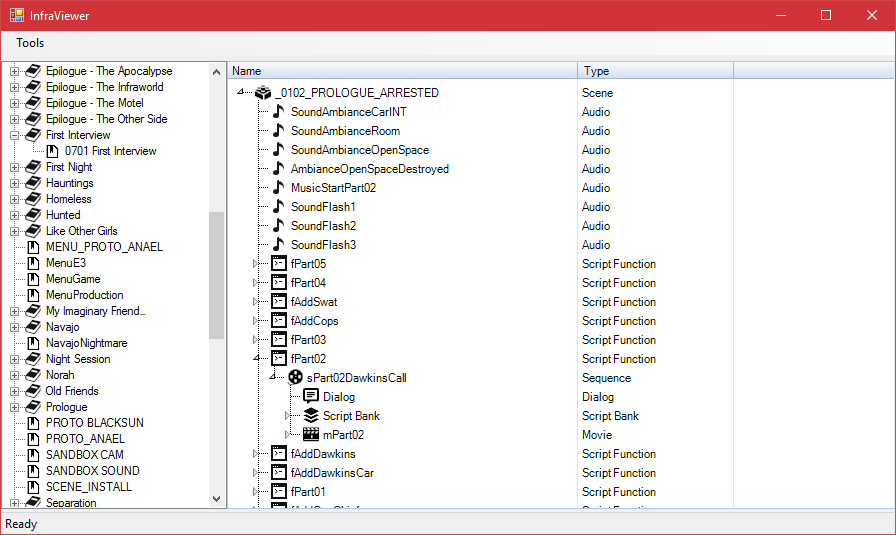 InfraViewer
Tools
Epilogue - The Apocalypse
Epilogue - The Infraworld
Epilogue - The Motel
Epilogue - The Other Side
First Interview
0701 First Interview
First Night
Hauntings
Homeless
Hunted
Like Other Girls
MENU_PROTO_ANAEL
MenuE3
MenuGame
MenuProduction
My Imaginary Friend...
Navajo
NavajoNightmare
Night Session
Norah
Old Friends
Prologue
PROTO BLACKSUN
PROTO_ANAEL
SANDBOX CAM
SANDBOX SOUND
SCENE_INSTALL
Separation
Name Type
_0102_PROLOGUE_ARRESTED Scene
SoundAmbianceCarINT Audio
SoundAmbianceRoom Audio
SoundAmbianceOpenSpace Audio
AmbianceOpenSpaceDestroyed Audio
MusicStartPart02 Audio
SoundFlash1 Audio
SoundFlash2 Audio
SoundFlash3 Audio
fPart05 Script Function
fPart04 Script Function
fAddSwat Script Function
fAddCops Script Function
fPart03 Script Function
fPart02 Script Function
sPart02DawkinsCall Sequence
Dialog Dialog
Script Bank Script Bank
mPart02 Movie
fAddDawkins Script Function
fAddDawkinsCar Script Function
fPart01 Script Function
Ready